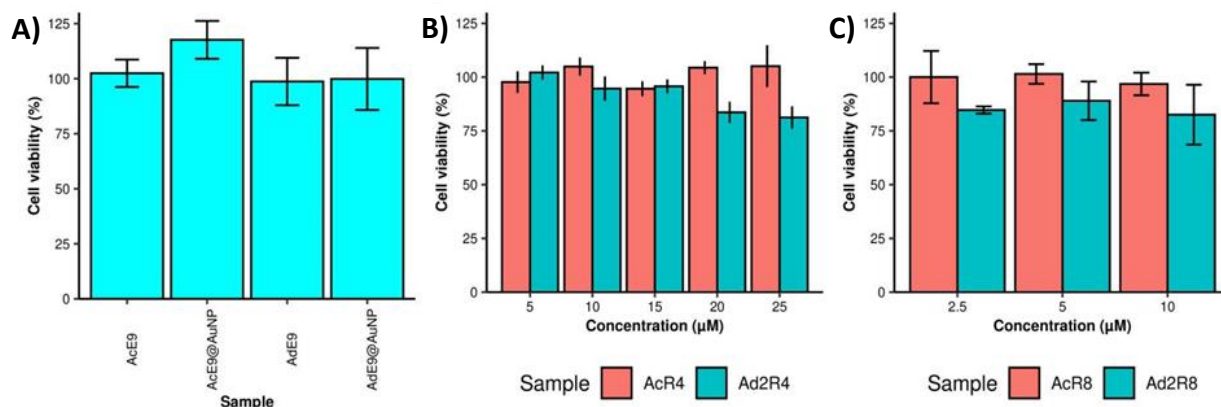 A)
Cell viability (%)
125
100
75
50
25
0
AcE9
AcE9@AuNP
AdE9
AdE9@AuNP
Sample
B)
Cell viability (%)
125
100
75
50
25
0
5 10 15 20 25
Concentration (µM)
Sample AcR4 Ad2R4
C)
Cell viability (%)
125
100
75
50
25
0
2.5 5 10
Concentration (µM)
Sample AcR8 Ad2R8